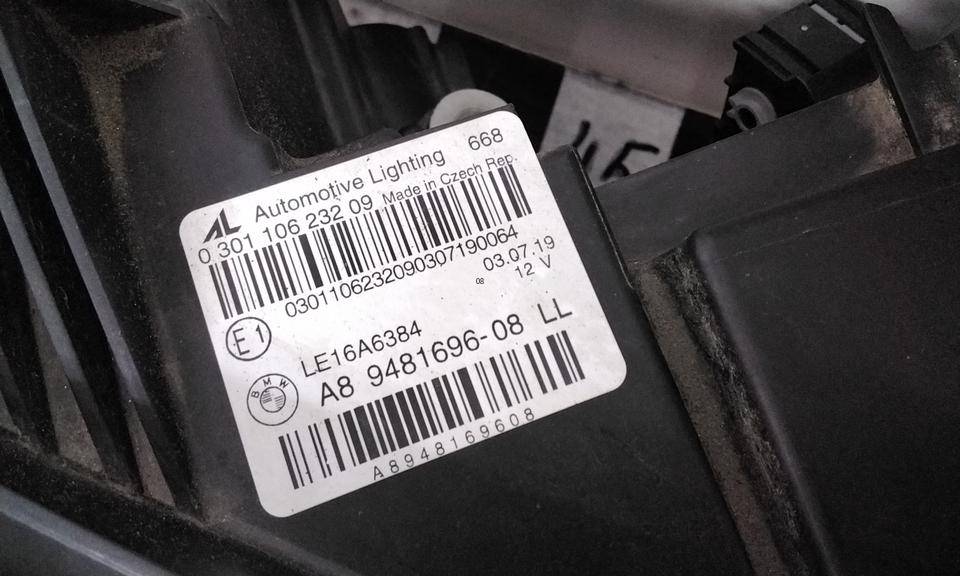 AL Automotive Lighting 668
0 301 106 232 09 Made in Czech Rep.
0301106232090307190064
03.07.19
08 12 V
E1
LE16A6384
BMW A8 9481696-08 LL
A8948169608